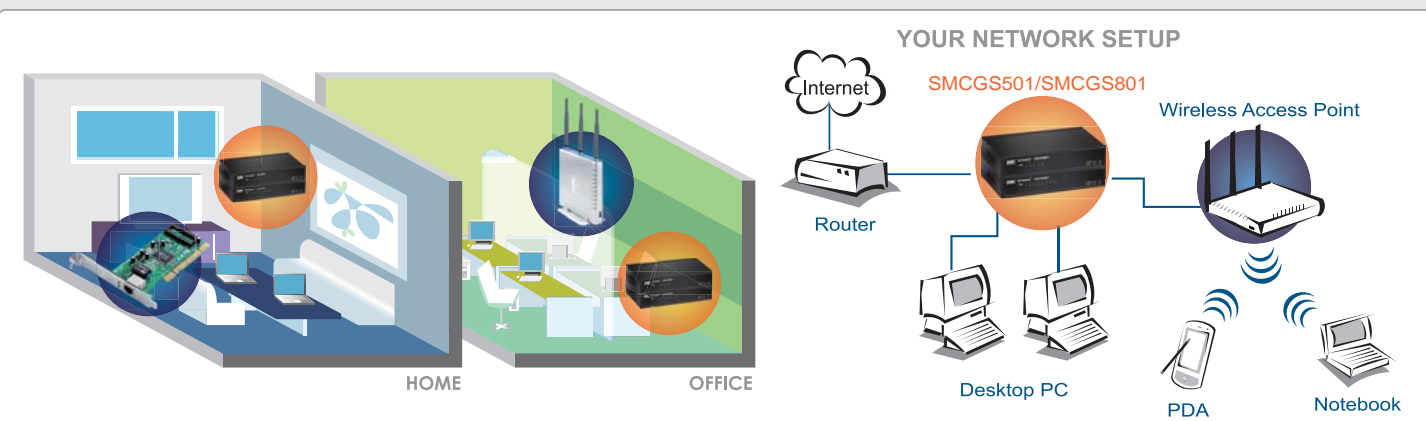 YOUR NETWORK SETUP
Internet
SMCGS501/SMCGS801
Wireless Access Point
Router
Desktop PC
PDA
Notebook
HOME
OFFICE